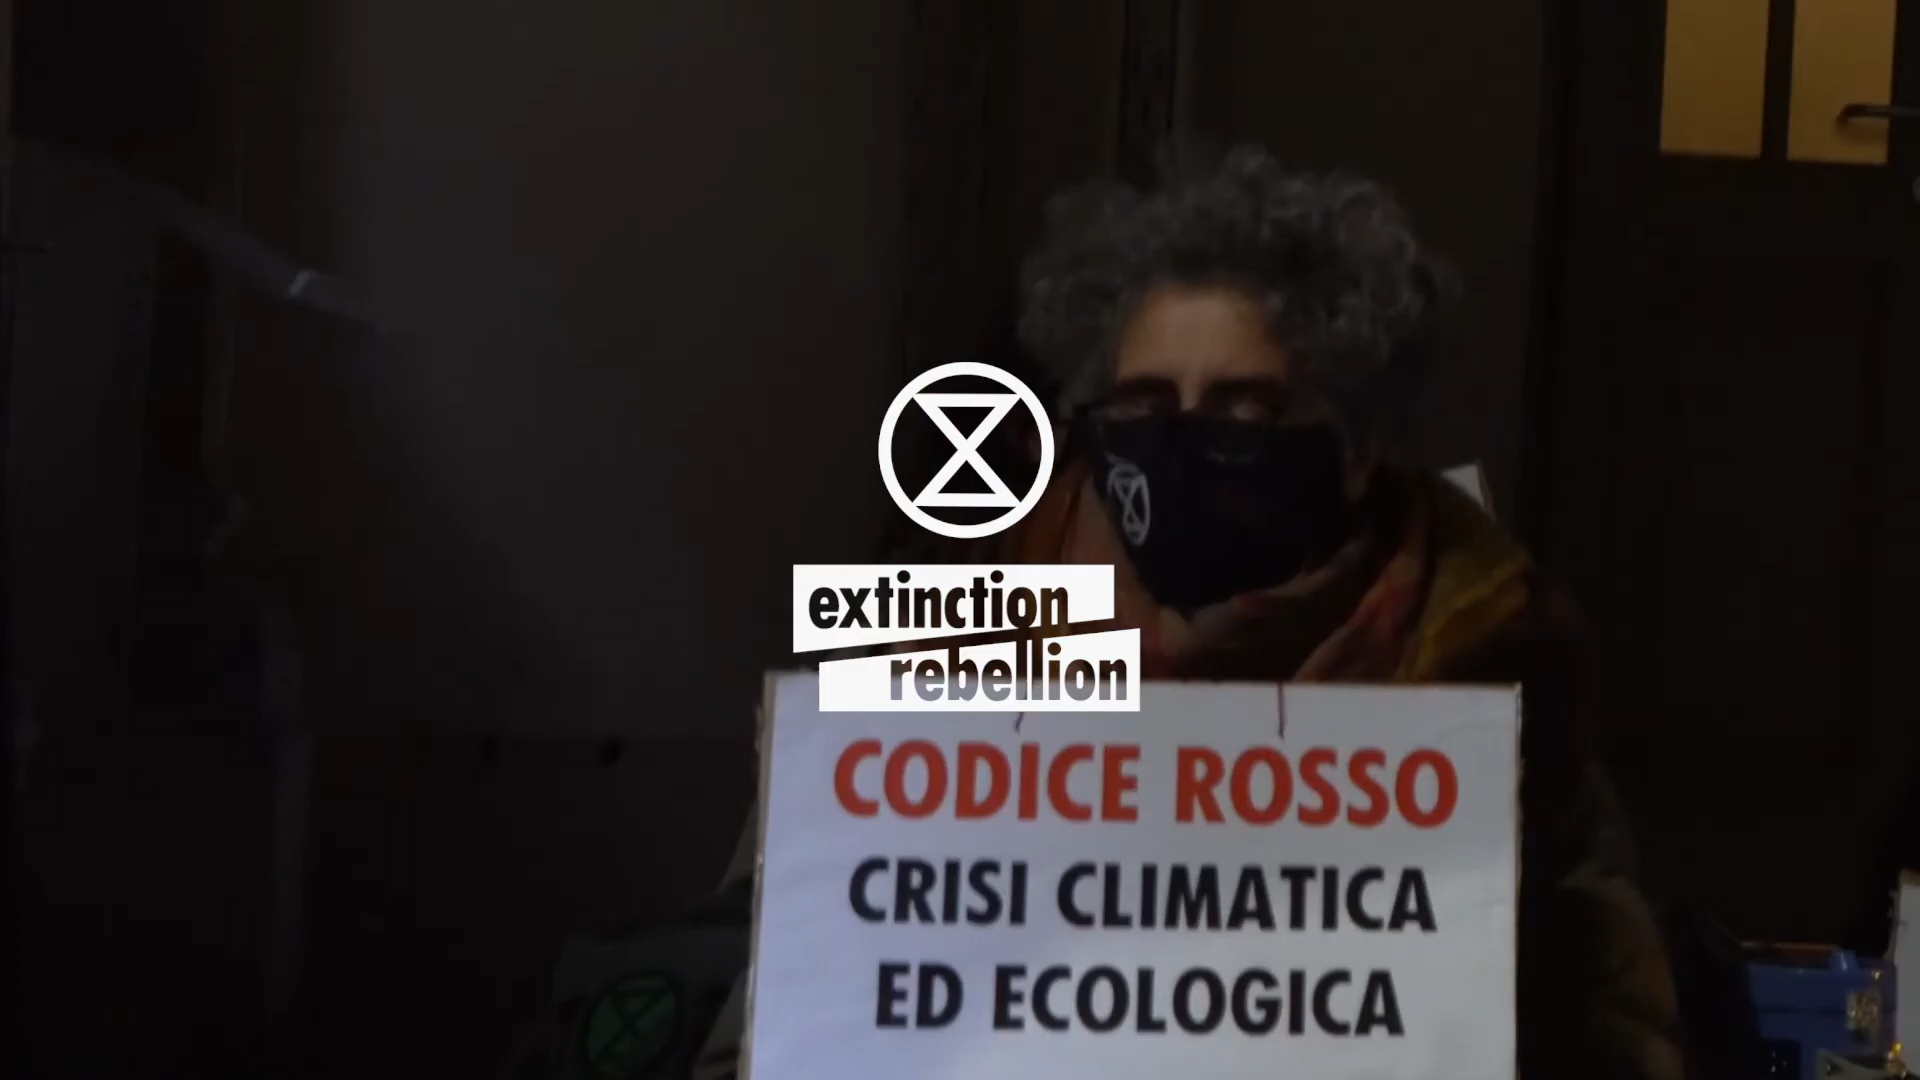 extinction
rebellion
CODICE ROSSO
CRISI CLIMATICA
ED ECOLOGICA